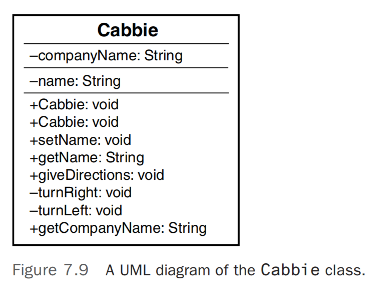 Cabbie
–companyName: String
–name: String
+Cabbie: void
+Cabbie: void
+setName: void
+getName: String
+giveDirections: void
–turnRight: void
–turnLeft: void
+getCompanyName: String
Figure 7.9 A UML diagram of the Cabbie class.